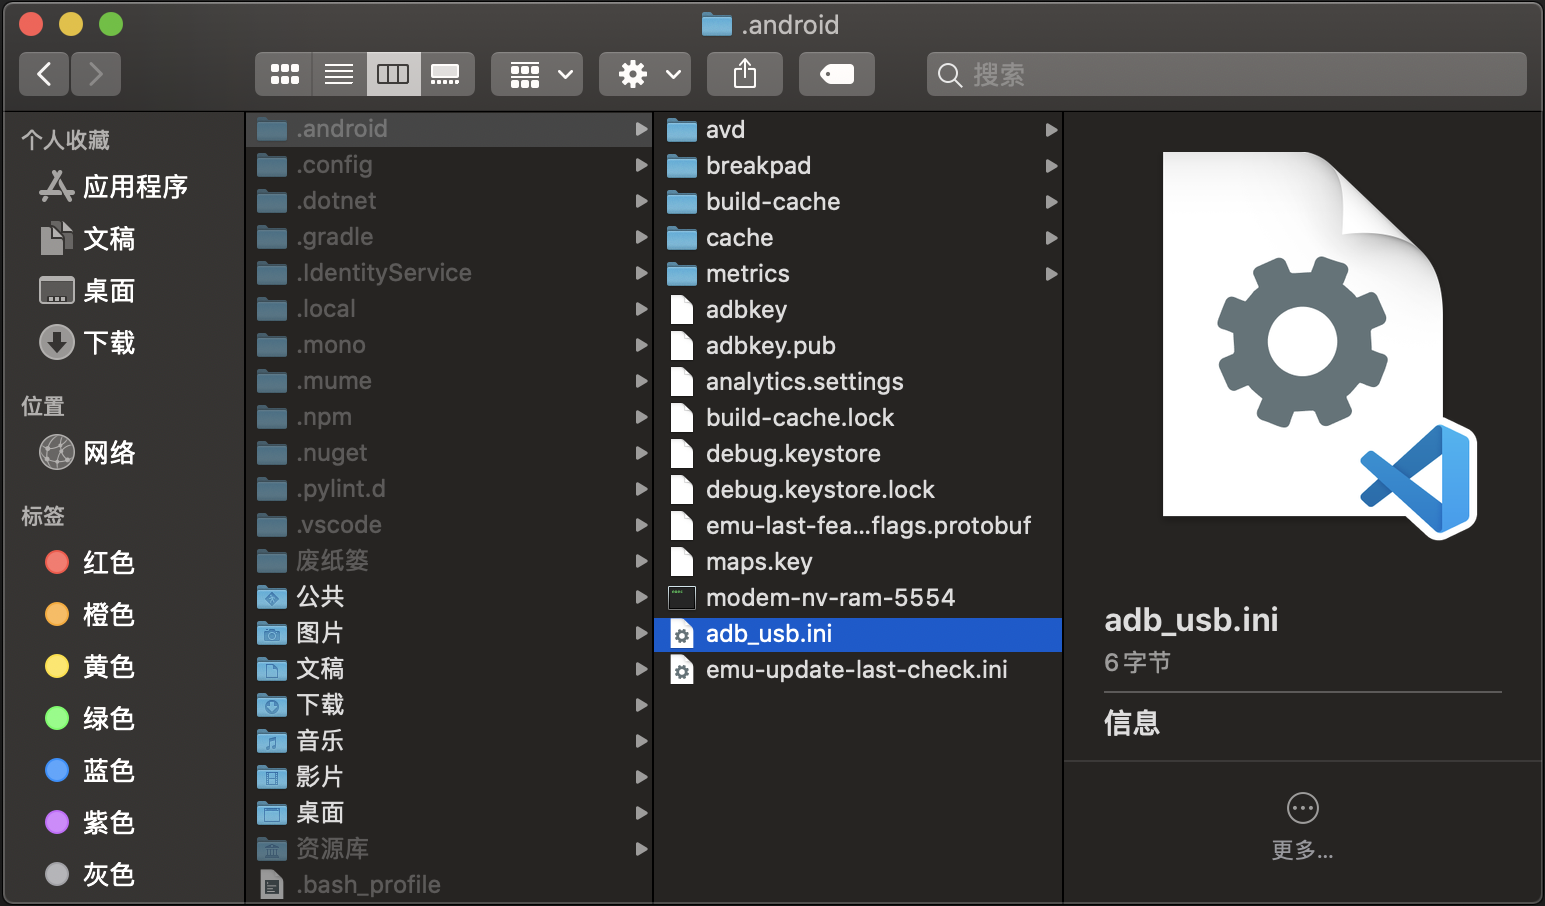 .android
搜索
个人收藏
应用程序
文稿
桌面
下载
位置
网络
标签
红色
橙色
黄色
绿色
蓝色
紫色
灰色
.android
.config
.dotnet
.gradle
.IdentityService
.local
.mono
.mume
.npm
.nuget
.pylint.d
.vscode
废纸篓
公共
图片
文稿
下载
音乐
影片
桌面
资源库
.bash_profile
avd
breakpad
build-cache
cache
metrics
adbkey
adbkey.pub
analytics.settings
build-cache.lock
debug.keystore
debug.keystore.lock
emu-last-fea...flags.protobuf
maps.key
modem-nv-ram-5554
adb_usb.ini
emu-update-last-check.ini
adb_usb.ini
6字节
信息
更多...